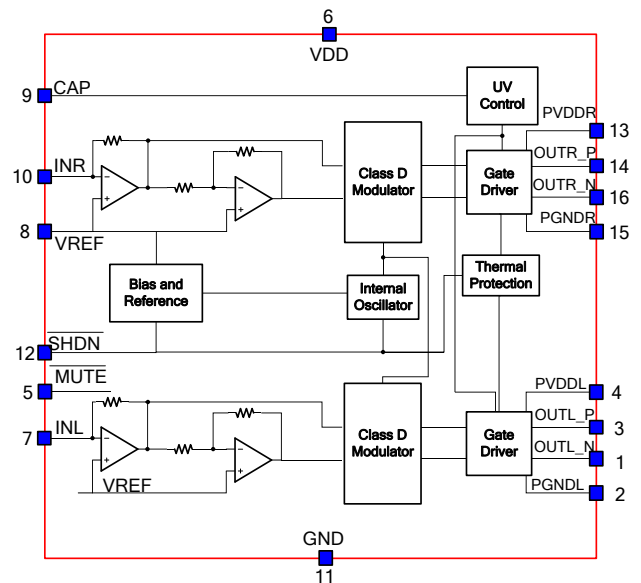 6
VDD
9 CAP
UV
Control
PVDDR
13
10 INR
Class D
Modulator
Gate
Driver
OUTR_P
14
OUTR_N
16
8 VREF
PGNDR
15
Bias and
Reference
Internal
Oscillator
Thermal
Protection
12 SHDN
5 MUTE
PVDDL
4
7 INL
Class D
Modulator
Gate
Driver
OUTL_P
3
OUTL_N
1
VREF
PGNDL
2
GND
11